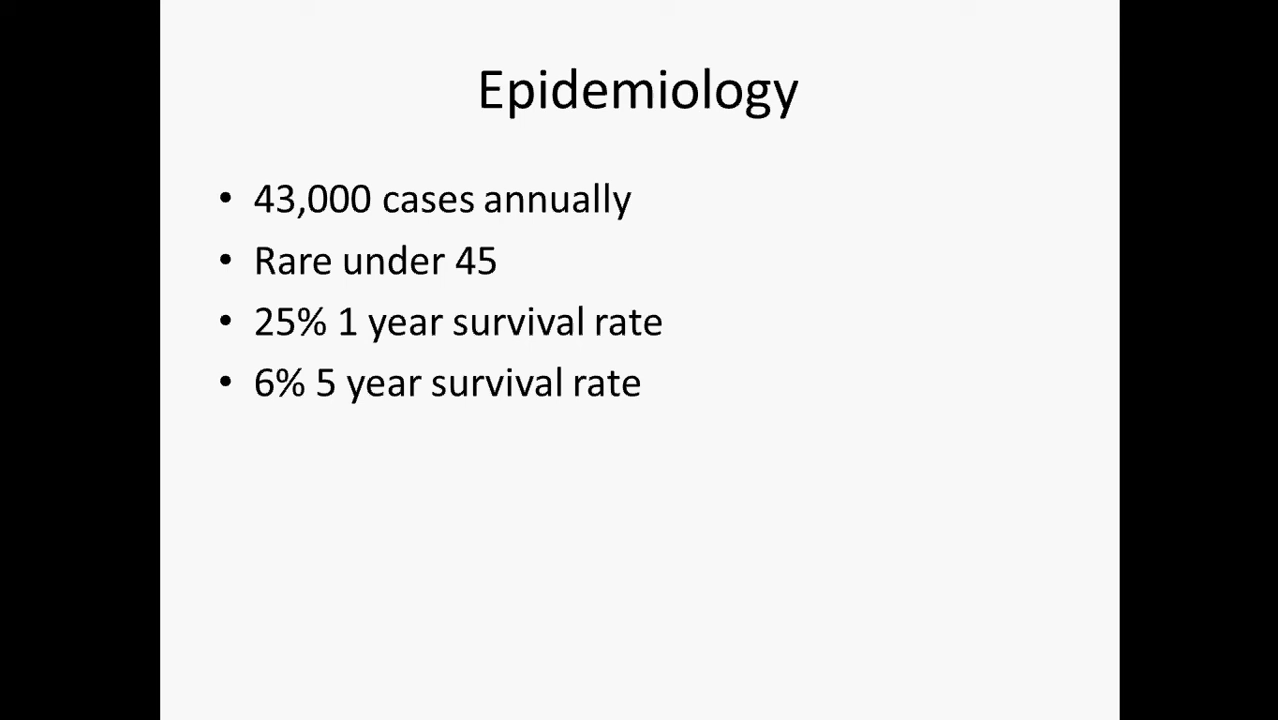 Epidemiology
• 43,000 cases annually
• Rare under 45
• 25% 1 year survival rate
• 6% 5 year survival rate